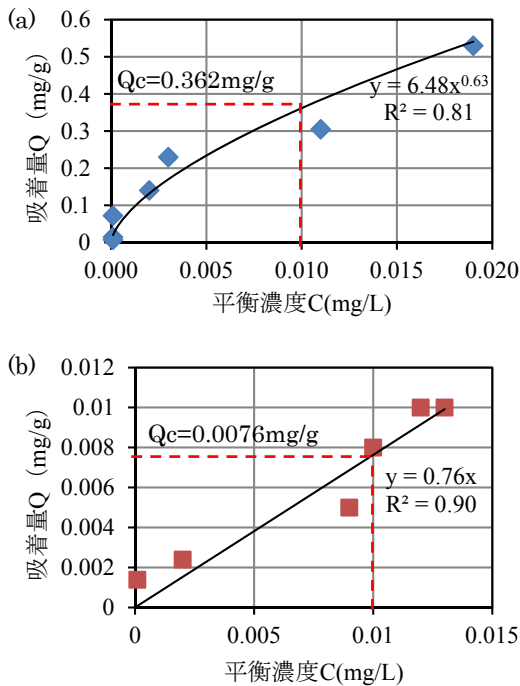 (a)
0.6
0.5
0.4
0.3
0.2
0.1
0
吸着量Q（mg/g）
Qc=0.362mg/g
y = 6.48x^0.63
R² = 0.81
0.000 0.005 0.010 0.015 0.020
平衡濃度C(mg/L)
(b)
0.012
0.01
0.008
0.006
0.004
0.002
0
吸着量Q（mg/g）
Qc=0.0076mg/g
y = 0.76x
R² = 0.90
0 0.005 0.01 0.015
平衡濃度C(mg/L)